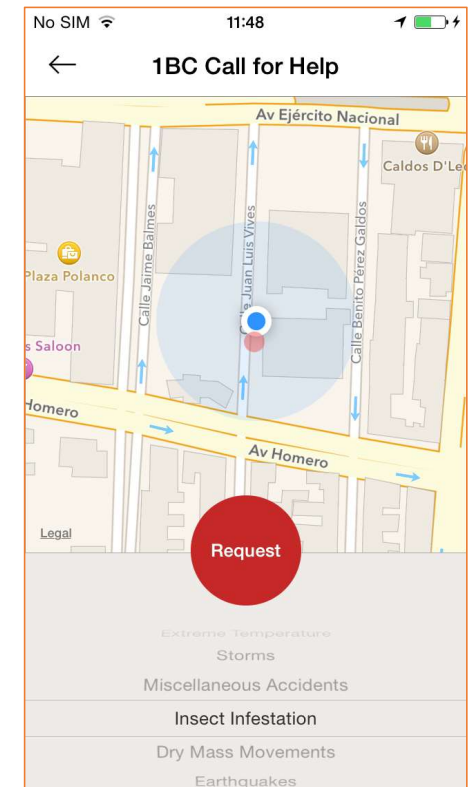 No SIM 11:48
1BC Call for Help
Av Ejército Nacional
Caldos D'Le
Calle Jaime Balmes
Calle Juan Luis Vives
Calle Benito Pérez Galdos
Plaza Polanco
s Saloon
Homero
Av Homero
Legal
Request
Extreme Temperature
Storms
Miscellaneous Accidents
Insect Infestation
Dry Mass Movements
Earthquakes